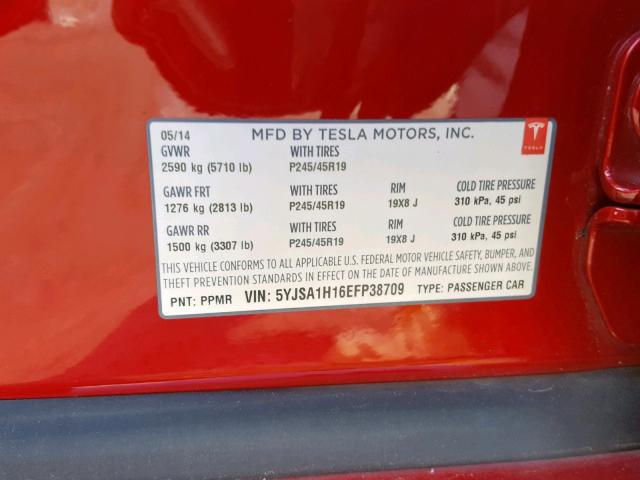 05/14 MFD BY TESLA MOTORS, INC.
TESLA
GVWR WITH TIRES
2590 kg (5710 lb) P245/45R19
GAWR FRT WITH TIRES RIM COLD TIRE PRESSURE
1276 kg (2813 lb) P245/45R19 19X8 J 310 kPa, 45 psi
GAWR RR WITH TIRES RIM COLD TIRE PRESSURE
1500 kg (3307 lb) P245/45R19 19X8 J 310 kPa, 45 psi
THIS VEHICLE CONFORMS TO ALL APPLICABLE U.S. FEDERAL MOTOR VEHICLE SAFETY, BUMPER, AND
THEFT PREVENTION STANDARDS IN EFFECT ON THE DATE OF MANUFACTURE SHOWN ABOVE.
PNT: PPMR VIN: 5YJSA1H16EFP38709 TYPE: PASSENGER CAR